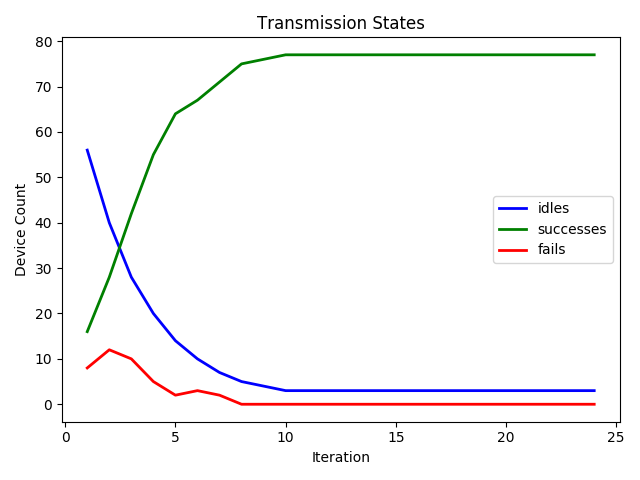 Transmission States
Device Count
80
70
60
50
40
30
20
10
0
idles
successes
fails
0 5 10 15 20 25
Iteration